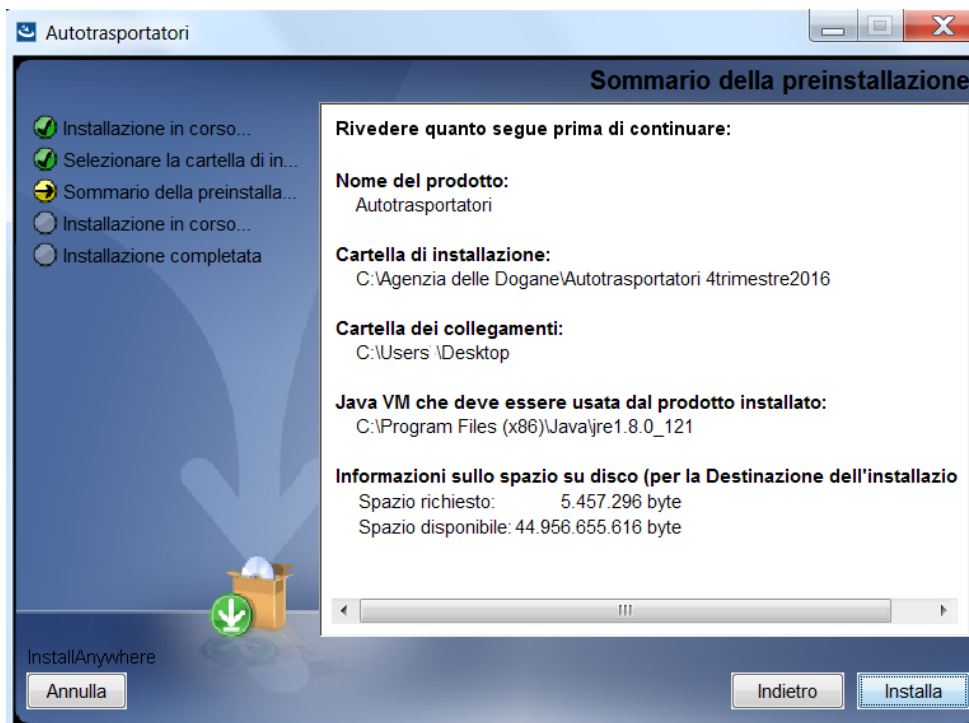 Autotrasportatori
Sommario della preinstallazione
Installazione in corso...
Selezionare la cartella di in...
Sommario della preinstalla...
Installazione in corso...
Installazione completata
Rivedere quanto segue prima di continuare:
Nome del prodotto:
Autotrasportatori
Cartella di installazione:
C:\Agenzia delle Dogane\Autotrasportatori 4trimestre2016
Cartella dei collegamenti:
C:\Users\ \Desktop
Java VM che deve essere usata dal prodotto installato:
C:\Program Files (x86)\Java\jre1.8.0_121
Informazioni sullo spazio su disco (per la Destinazione dell'installazio
Spazio richiesto: 5.457.296 byte
Spazio disponibile: 44.956.655.616 byte
InstallAnywhere
Annulla
Indietro
Installa